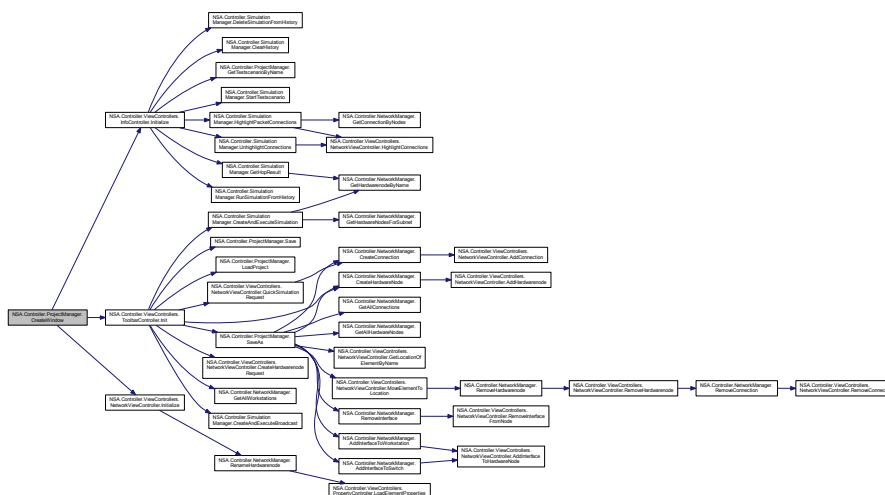 NSA.Controller.Simulation
Manager.DeleteSimulationFromHistory
NSA.Controller.Simulation
Manager.ClearHistory
NSA.Controller.ProjectManager.
GetTestscenarioByName
NSA.Controller.Simulation
Manager.StartTestscenario
NSA.Controller.ViewControllers.
InfoController.Initialize
NSA.Controller.Simulation
Manager.HighlightPacketConnections
NSA.Controller.NetworkManager.
GetConnectionByNodes
NSA.Controller.Simulation
Manager.UnhighlightConnections
NSA.Controller.ViewControllers.
NetworkViewController.HighlightConnections
NSA.Controller.Simulation
Manager.GetHopResult
NSA.Controller.NetworkManager.
GetHardwarenodeByName
NSA.Controller.Simulation
Manager.RunSimulationFromHistory
NSA.Controller.Simulation
Manager.CreateAndExecuteSimulation
NSA.Controller.NetworkManager.
GetHardwareNodesForSubnet
NSA.Controller.ProjectManager.Save
NSA.Controller.NetworkManager.
CreateConnection
NSA.Controller.ViewControllers.
NetworkViewController.AddConnection
NSA.Controller.ProjectManager.
LoadProject
NSA.Controller.NetworkManager.
CreateHardwareNode
NSA.Controller.ViewControllers.
NetworkViewController.AddHardwarenode
NSA.Controller.ViewControllers.
NetworkViewController.QuickSimulation
Request
NSA.Controller.NetworkManager.
GetAllConnections
NSA.Controller.ProjectManager.
CreateWindow
NSA.Controller.ViewControllers.
ToolbarController.Init
NSA.Controller.NetworkManager.
GetAllHardwareNodes
NSA.Controller.ProjectManager.
SaveAs
NSA.Controller.ViewControllers.
NetworkViewController.GetLocationOf
ElementByName
NSA.Controller.ViewControllers.
NetworkViewController.CreateHardwarenode
Request
NSA.Controller.ViewControllers.
NetworkViewController.MoveElementTo
Location
NSA.Controller.NetworkManager.
RemoveHardwarenode
NSA.Controller.ViewControllers.
NetworkViewController.RemoveHardwarenode
NSA.Controller.NetworkManager.
RemoveConnection
NSA.Controller.ViewControllers.
NetworkViewController.RemoveConnec
NSA.Controller.NetworkManager.
GetAllWorkstations
NSA.Controller.ViewControllers.
NetworkViewController.Initialize
NSA.Controller.NetworkManager.
RemoveInterface
NSA.Controller.ViewControllers.
NetworkViewController.RemoveInterface
FromNode
NSA.Controller.Simulation
Manager.CreateAndExecuteBroadcast
NSA.Controller.NetworkManager.
AddInterfaceToWorkstation
NSA.Controller.ViewControllers.
NetworkViewController.AddInterface
ToHardwareNode
NSA.Controller.NetworkManager.
RenameHardwarenode
NSA.Controller.NetworkManager.
AddInterfaceToSwitch
NSA.Controller.ViewControllers.
PropertyController.LoadElementProperties